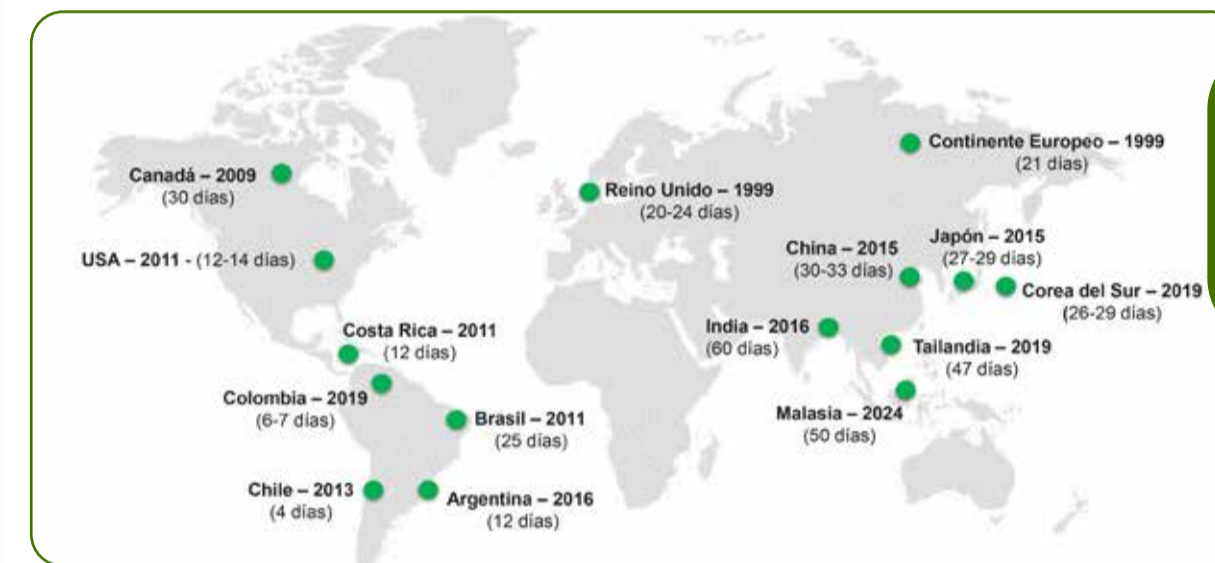 Canadá – 2009
(30 días)
USA – 2011 - (12-14 días)
Costa Rica – 2011
(12 días)
Colombia – 2019
(6-7 días)
Brasil – 2011
(25 días)
Chile – 2013
(4 días)
Argentina – 2016
(12 días)
Reino Unido – 1999
(20-24 días)
Continente Europeo – 1999
(21 días)
China – 2015
(30-33 días)
Japón – 2015
(27-29 días)
Corea del Sur – 2019
(26-29 días)
India – 2016
(60 días)
Tailandia – 2019
(47 días)
Malasia – 2024
(50 días)